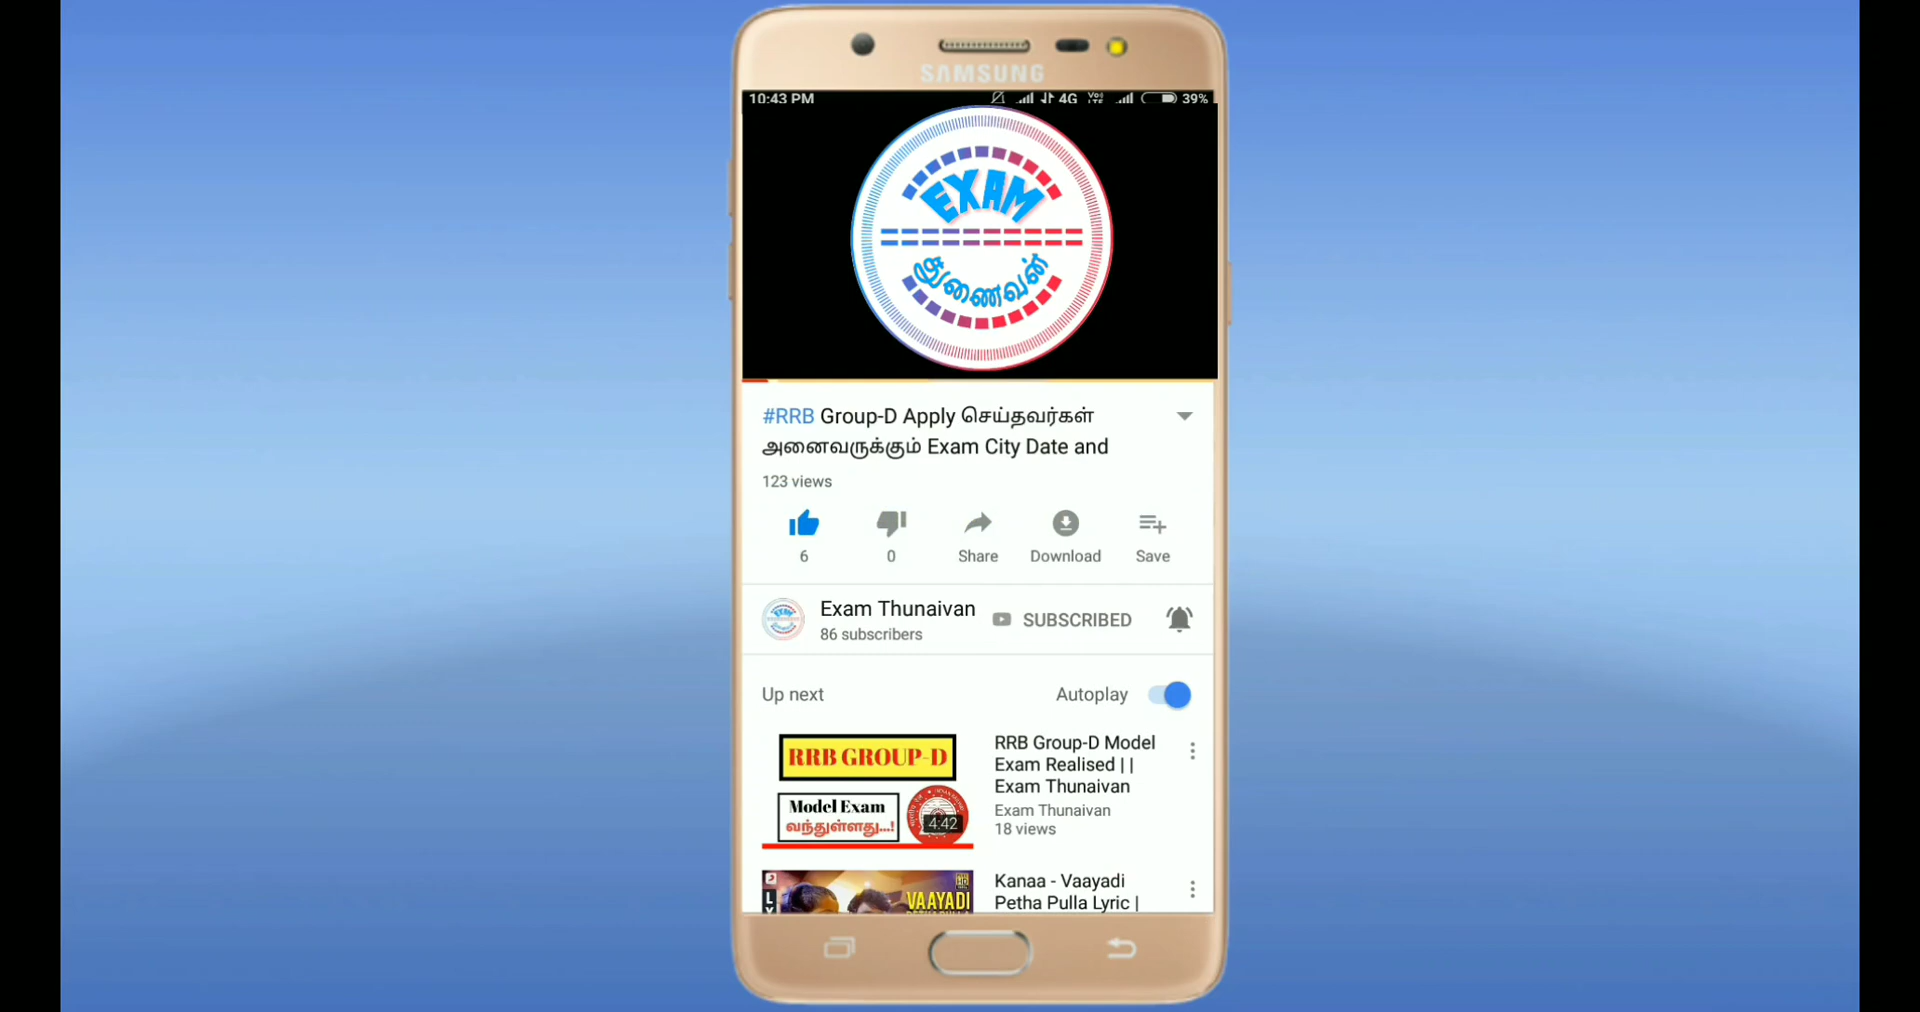 SAMSUNG
10:43 PM 4G VoLTE 39%
EXAM
துணைவன்
#RRB Group-D Apply செய்தவர்கள்
அனைவருக்கும் Exam City Date and
123 views
6 0 Share Download Save
Exam Thunaivan
86 subscribers
SUBSCRIBED
Up next Autoplay
RRB GROUP-D
Model Exam
வந்துள்ளது...!
4:42
RRB Group-D Model
Exam Realised ||
Exam Thunaivan
Exam Thunaivan
18 views
VAAYADI
Kanaa - Vaayadi
Petha Pulla Lyric |